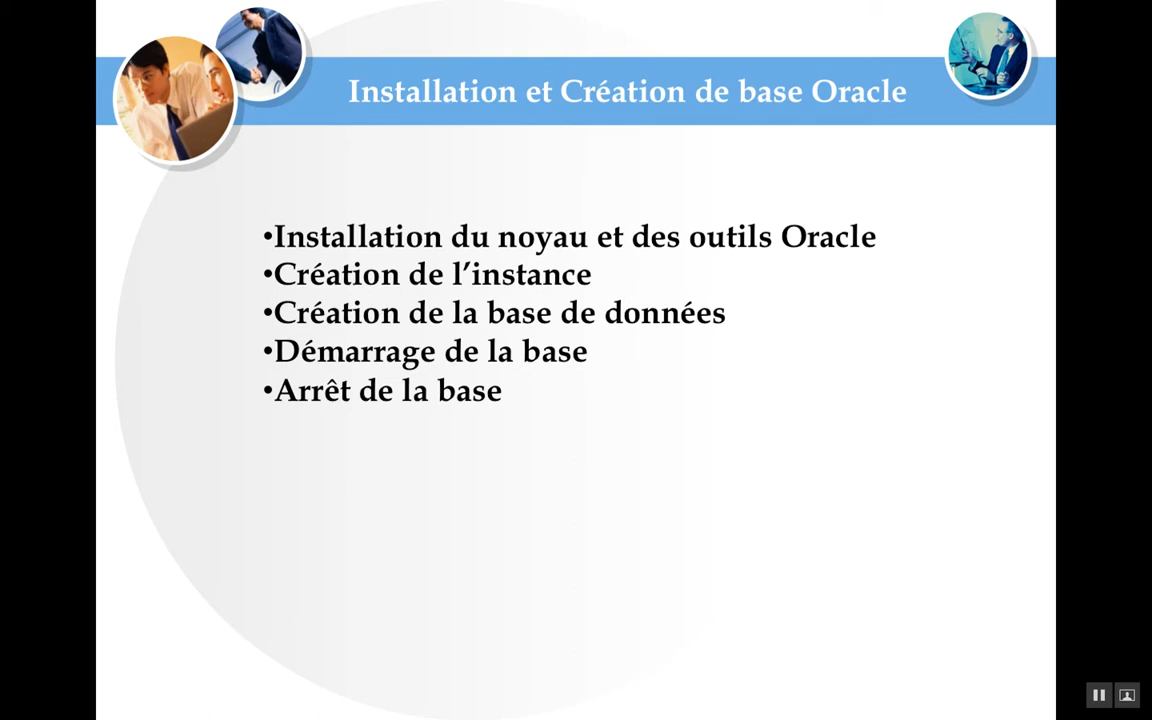 Installation et Création de base Oracle
•Installation du noyau et des outils Oracle
•Création de l’instance
•Création de la base de données
•Démarrage de la base
•Arrêt de la base